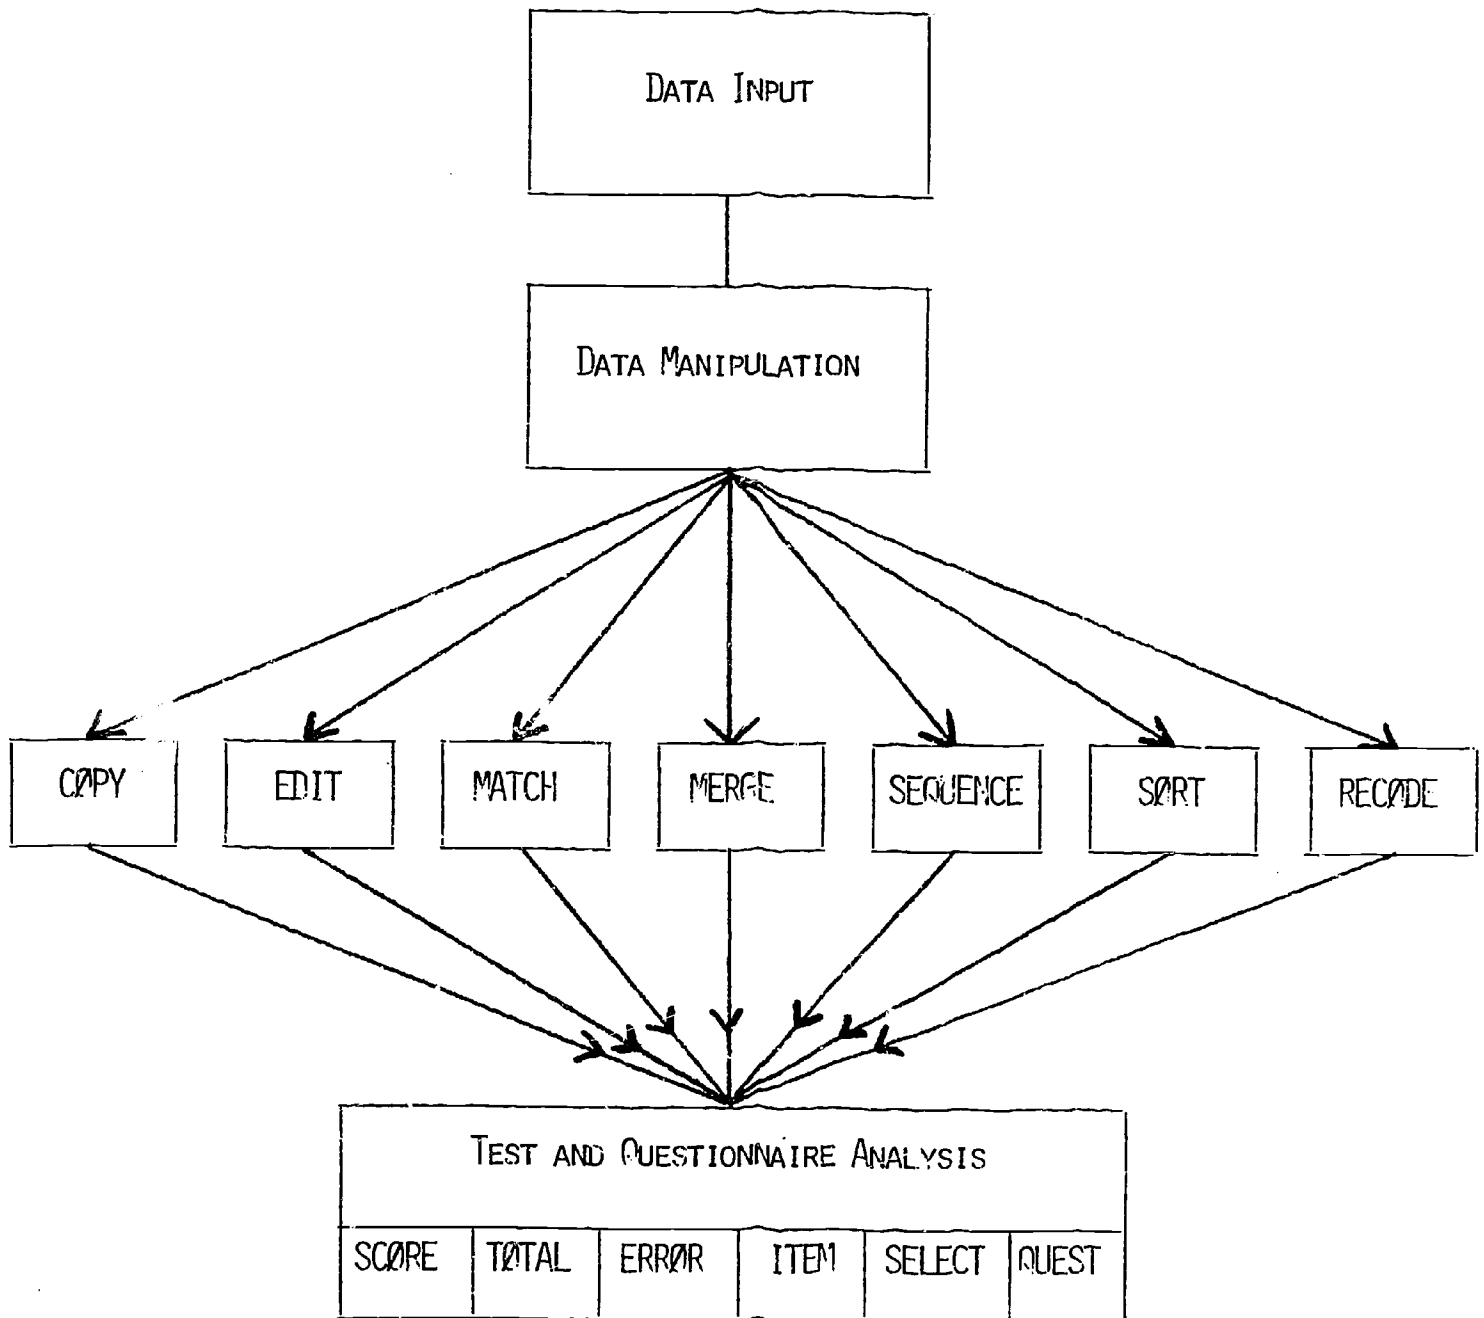 DATA INPUT
DATA MANIPULATION
CØPY EDIT MATCH MERGE SEQUENCE SØRT RECØDE
TEST AND QUESTIONNAIRE ANALYSIS
SCØRE TØTAL ERRØR ITEM SELECT QUEST